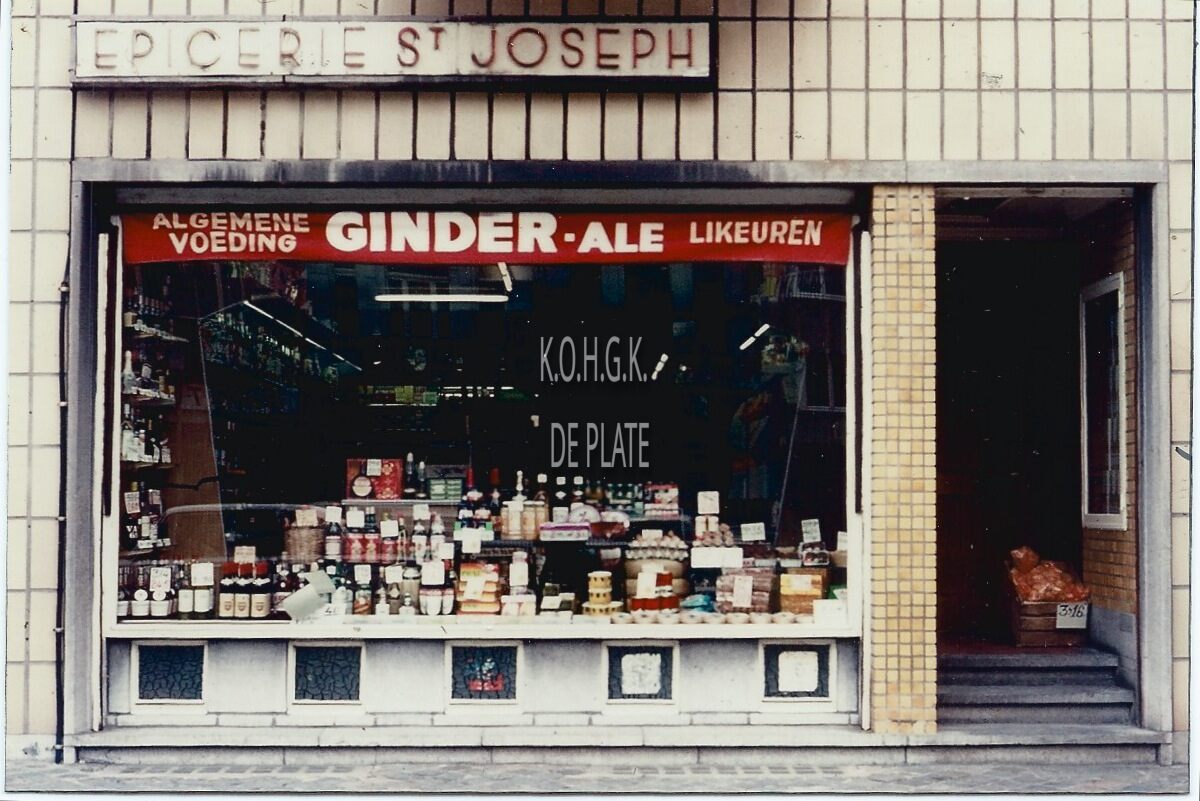 EPICERIE ST JOSEPH
ALGEMENE
VOEDING
GINDER-ALE
LIKEUREN
K.O.H.G.K.
DE PLATE
3=16